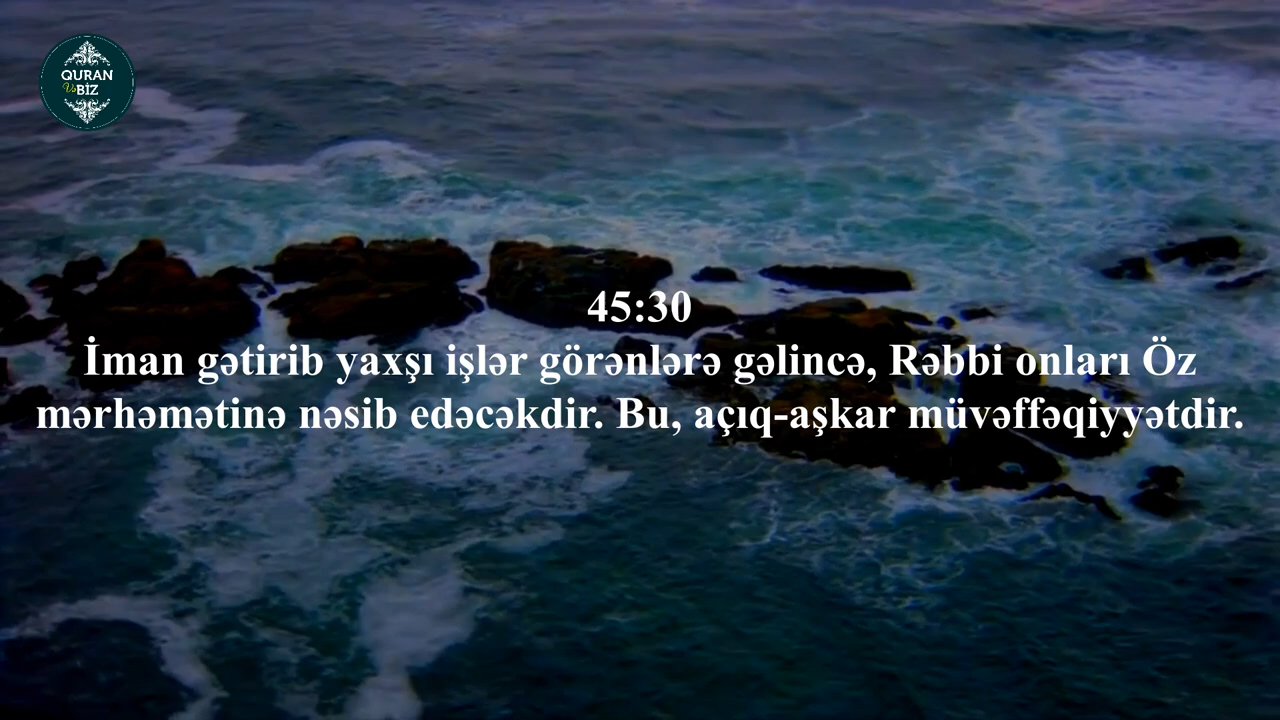 QURAN
Və
BİZ
45:30
İman gətirib yaxşı işlər görənlərə gəlincə, Rəbbi onları Öz
mərhəmətinə nəsib edəcəkdir. Bu, açıq-aşkar müvəffəqiyyətdir.